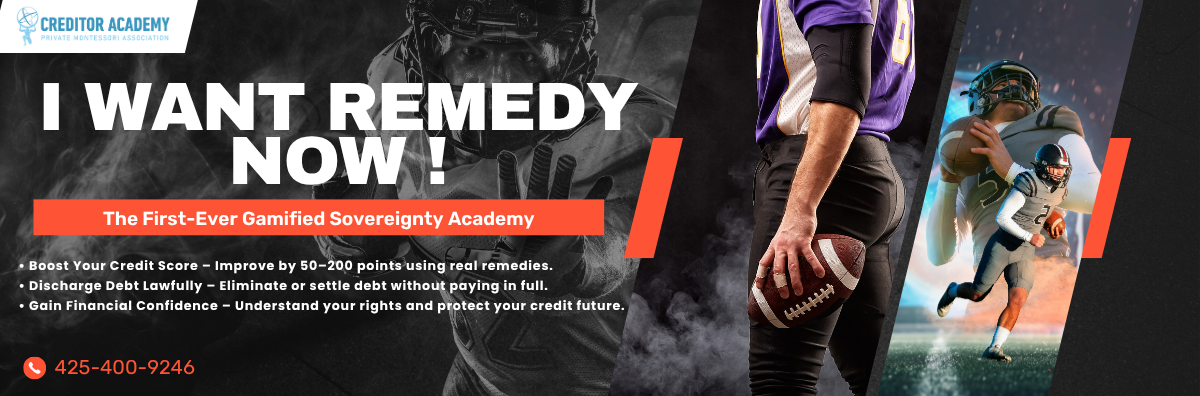 CREDITOR ACADEMY
PRIVATE MONTESSORI ASSOCIATION
I WANT REMEDY
NOW !
The First-Ever Gamified Sovereignty Academy
• Boost Your Credit Score – Improve by 50–200 points using real remedies.
• Discharge Debt Lawfully – Eliminate or settle debt without paying in full.
• Gain Financial Confidence – Understand your rights and protect your credit future.
425-400-9246